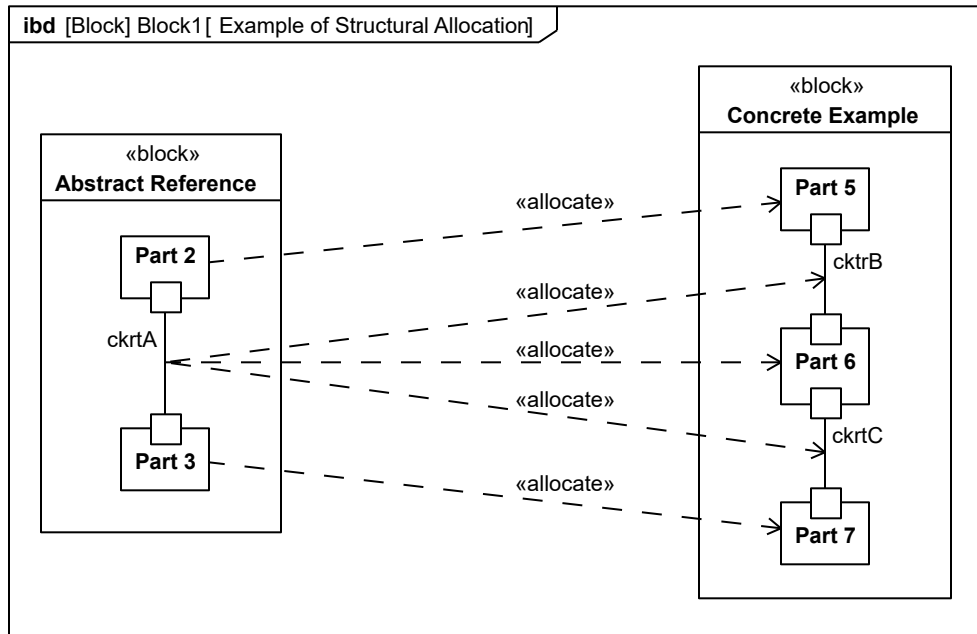 ibd [Block] Block1[ Example of Structural Allocation]
«block»
Concrete Example
«block»
Abstract Reference
Part 5
«allocate»
Part 2
cktrB
«allocate»
ckrtA
«allocate»
Part 6
«allocate»
ckrtC
Part 3
«allocate»
Part 7